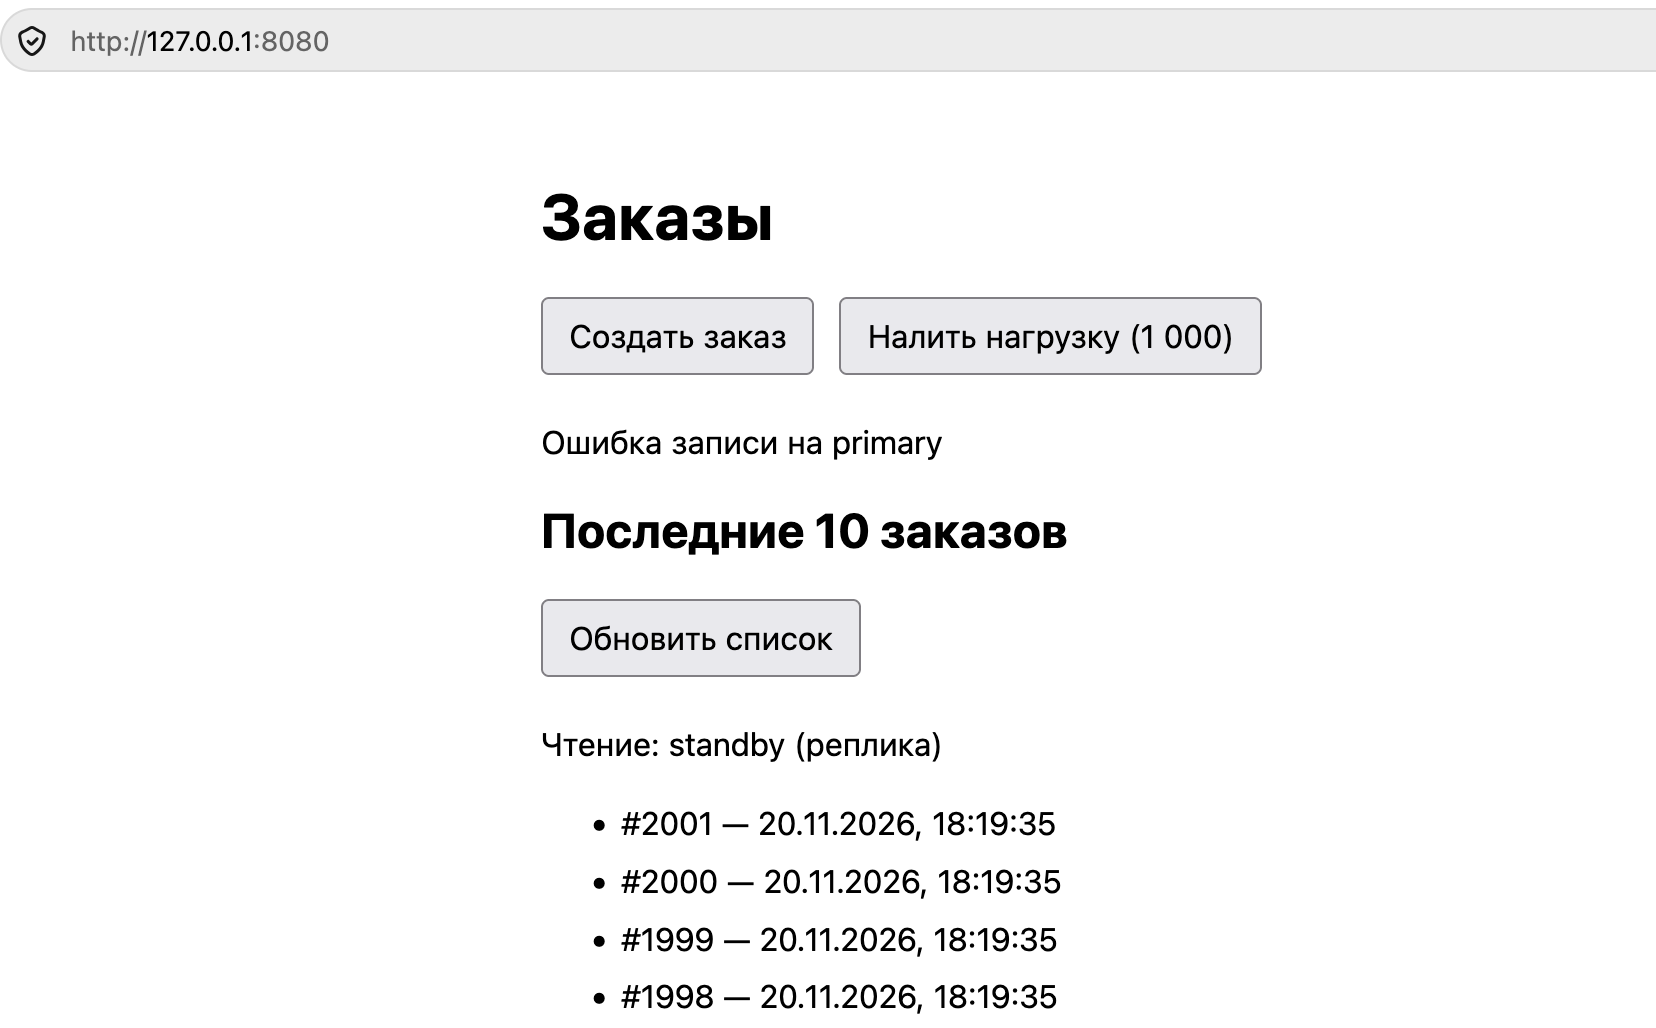 http://127.0.0.1:8080
Заказы
Создать заказ Налить нагрузку (1 000)
Ошибка записи на primary
Последние 10 заказов
Обновить список
Чтение: standby (реплика)
• #2001 — 20.11.2026, 18:19:35
• #2000 — 20.11.2026, 18:19:35
• #1999 — 20.11.2026, 18:19:35
• #1998 — 20.11.2026, 18:19:35